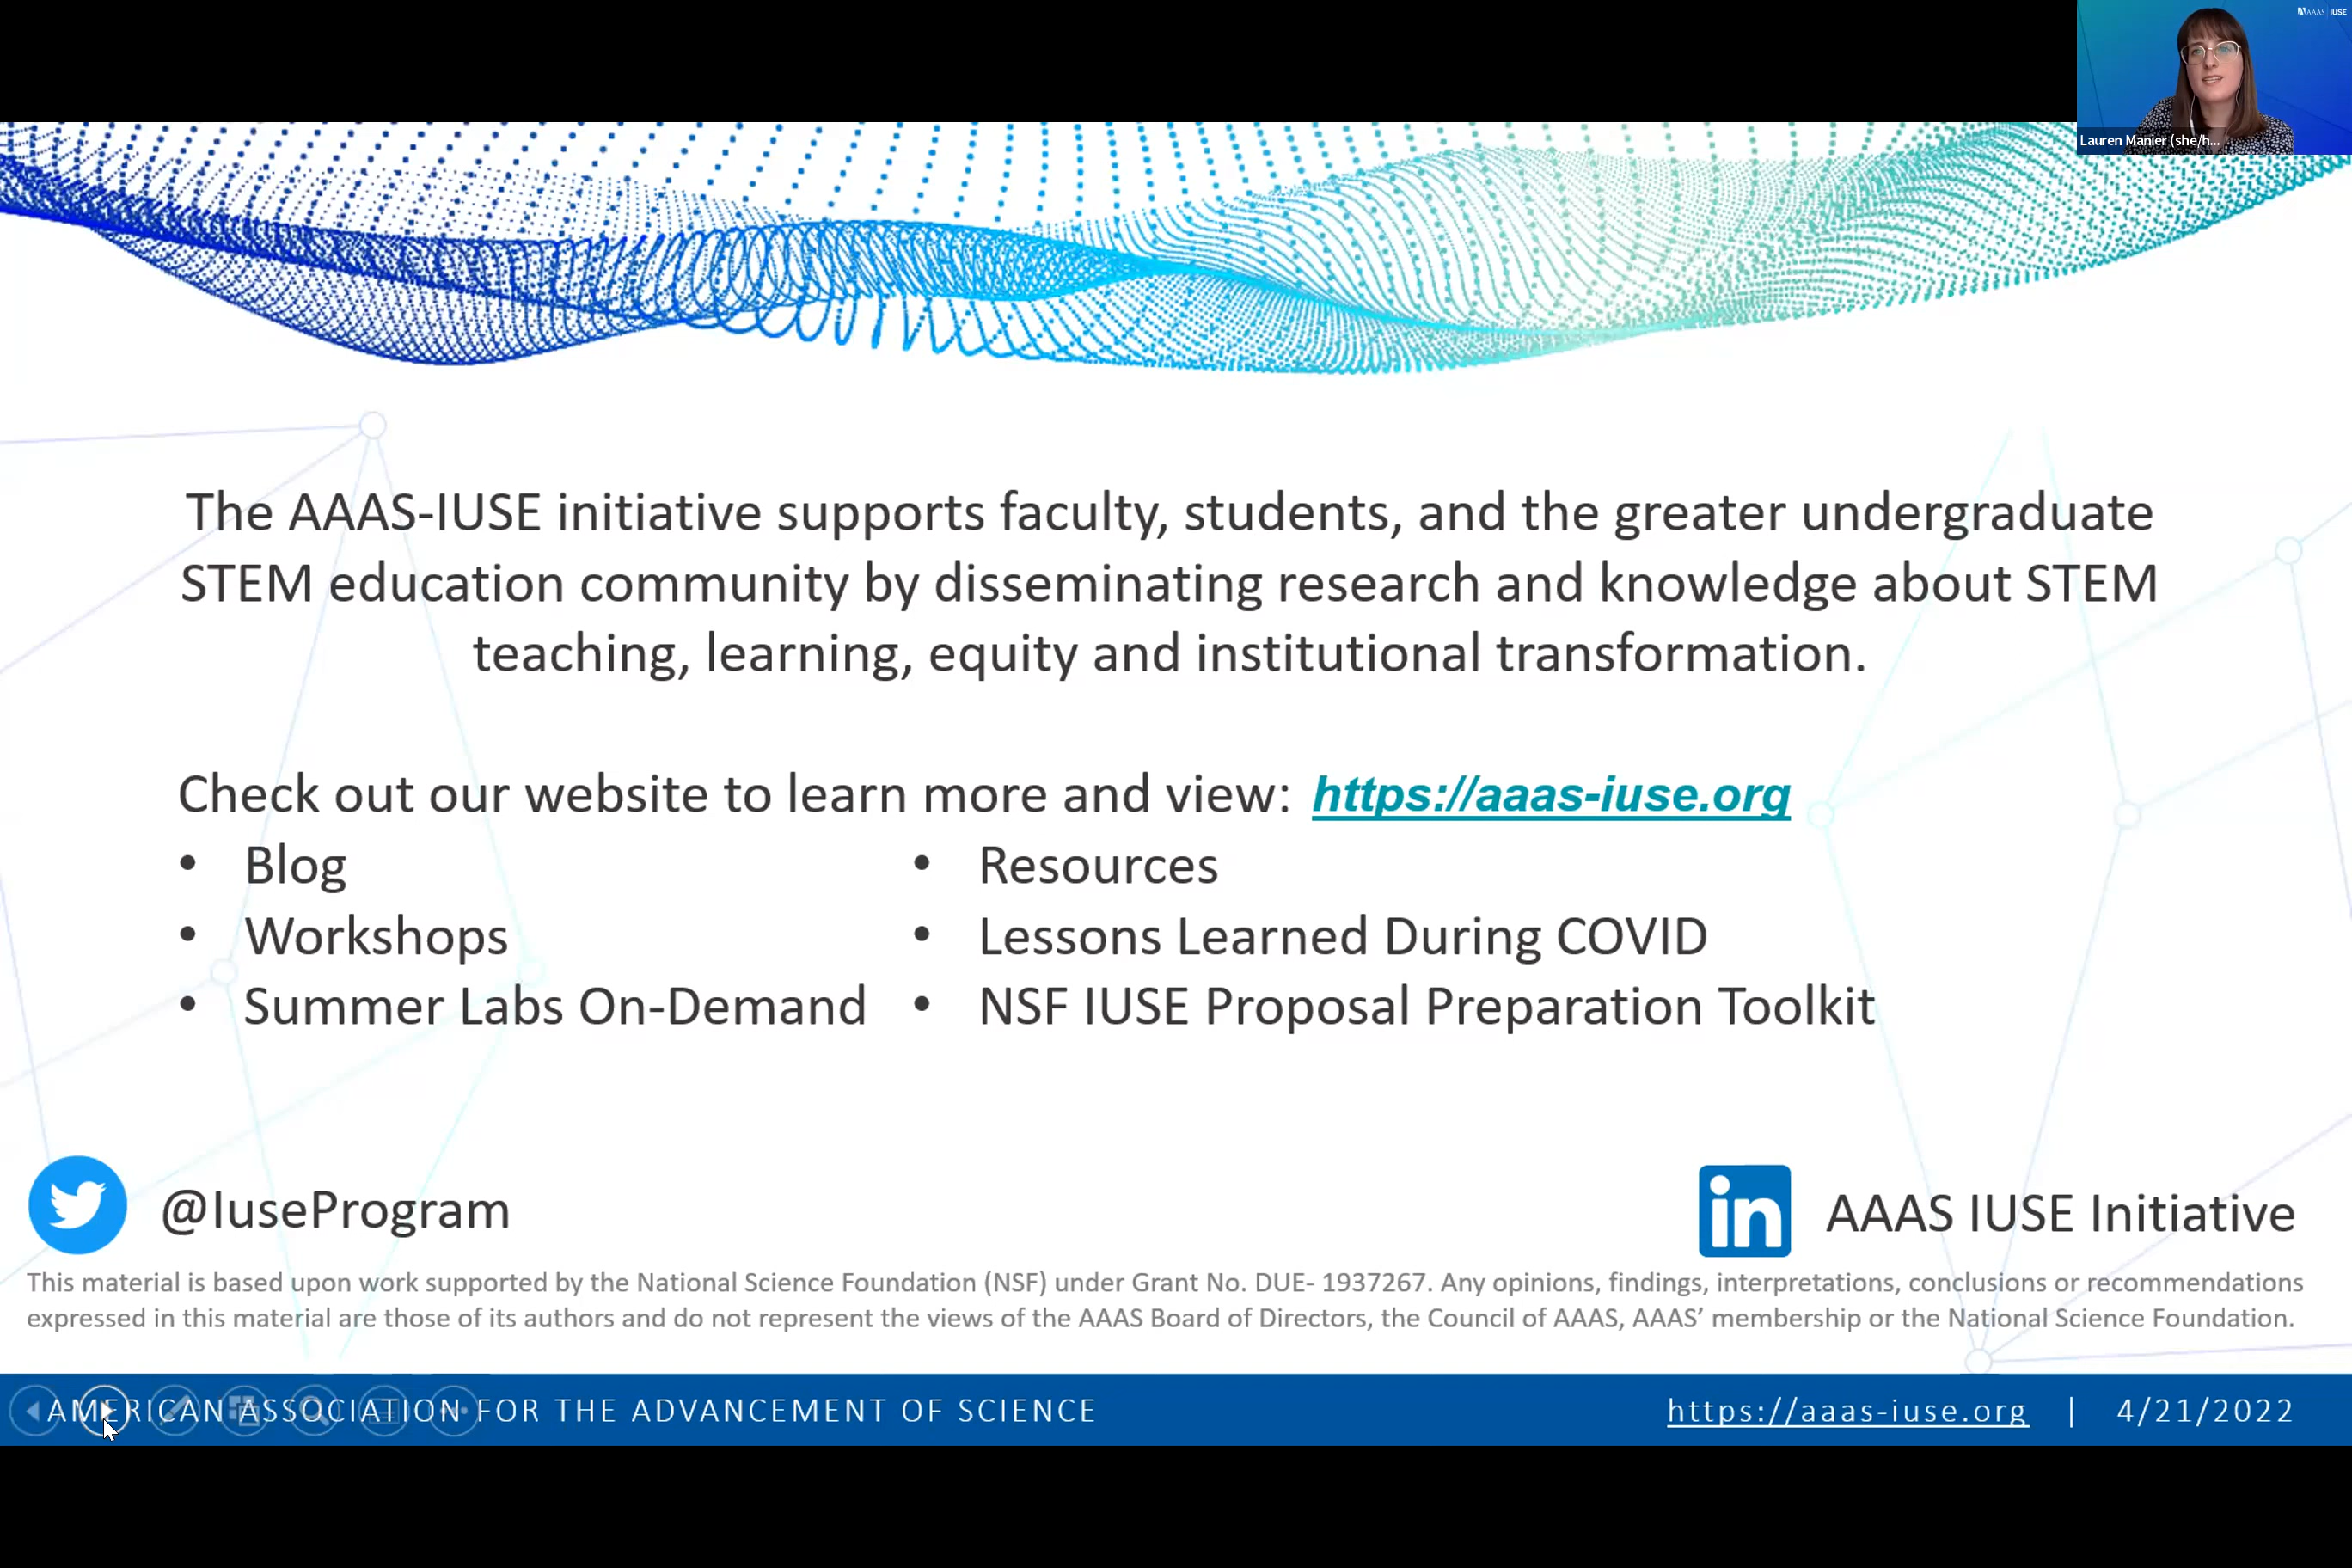 AAAS IUSE
Lauren Manier (she/h...
The AAAS-IUSE initiative supports faculty, students, and the greater undergraduate
STEM education community by disseminating research and knowledge about STEM
teaching, learning, equity and institutional transformation.
Check out our website to learn more and view: https://aaas-iuse.org
• Blog
• Workshops
• Summer Labs On-Demand
• Resources
• Lessons Learned During COVID
• NSF IUSE Proposal Preparation Toolkit
@IuseProgram
in AAAS IUSE Initiative
This material is based upon work supported by the National Science Foundation (NSF) under Grant No. DUE- 1937267. Any opinions, findings, interpretations, conclusions or recommendations
expressed in this material are those of its authors and do not represent the views of the AAAS Board of Directors, the Council of AAAS, AAAS’ membership or the National Science Foundation.
AMERICAN ASSOCIATION FOR THE ADVANCEMENT OF SCIENCE
https://aaas-iuse.org | 4/21/2022